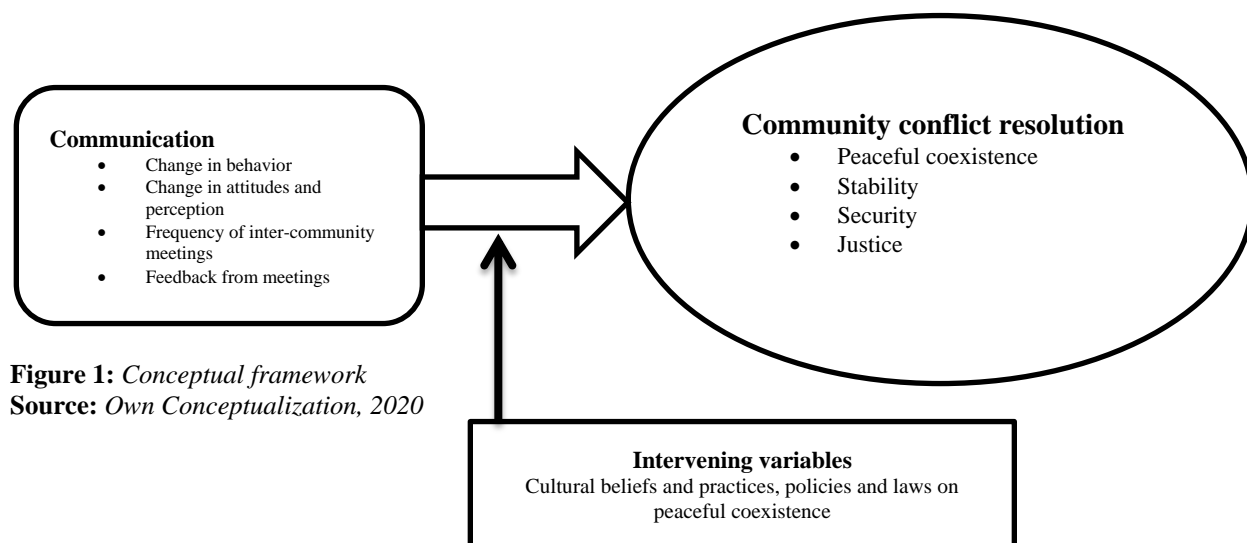 Communication
• Change in behavior
• Change in attitudes and
perception
• Frequency of inter-community
meetings
• Feedback from meetings
Community conflict resolution
• Peaceful coexistence
• Stability
• Security
• Justice
Figure 1: Conceptual framework
Source: Own Conceptualization, 2020
Intervening variables
Cultural beliefs and practices, policies and laws on
peaceful coexistence